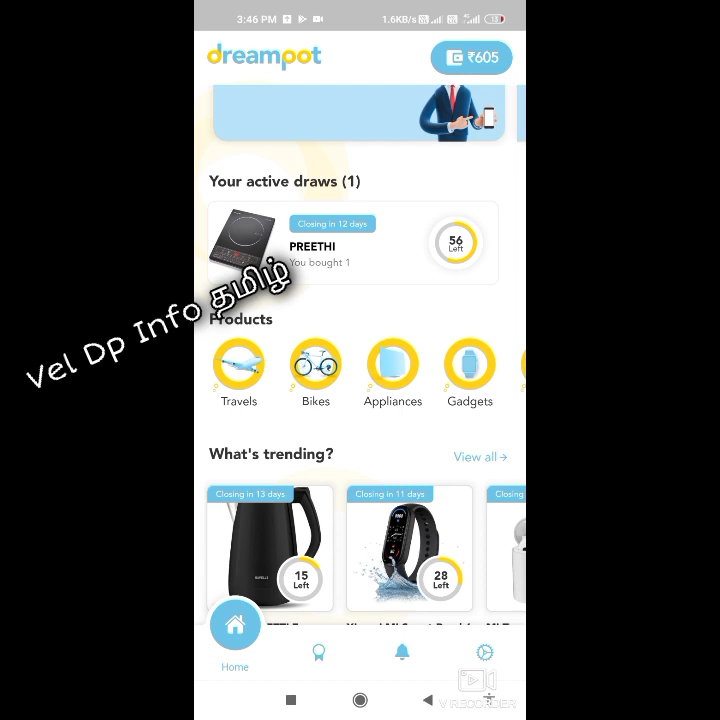 3:46 PM
1.6KB/s
dreampot
₹605
Your active draws (1)
Closing in 12 days
PREETHI
You bought 1
56
Left
Vel Dp Info தமிழ்
Products
Travels
Bikes
Appliances
Gadgets
What's trending?
View all →
Closing in 13 days
Closing in 11 days
Closing
HAVELLS
15
Left
28
Left
Home
V RECORDER